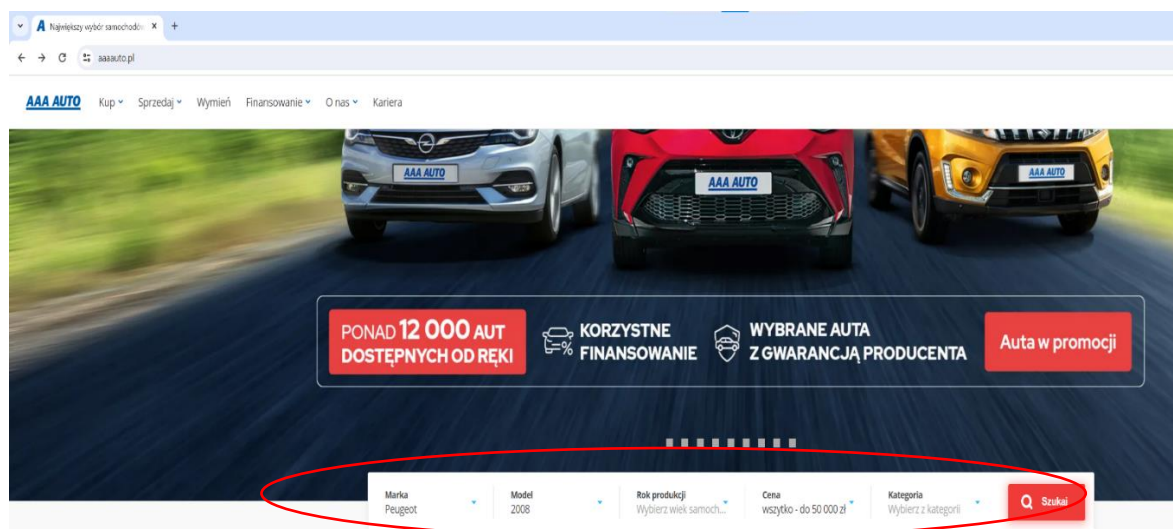 Największy wybór samochodów
aaaauto.pl
AAA AUTO Kup Sprzedaj Wymień Finansowanie O nas Kariera
AAA AUTO
AAA AUTO
AAA AUTO
PONAD 12 000 AUT
DOSTĘPNYCH OD RĘKI
KORZYSTNE
FINANSOWANIE
WYBRANE AUTA
Z GWARANCJĄ PRODUCENTA
Auta w promocji
Marka
Peugeot
Model
2008
Rok produkcji
Wybierz wiek samoch...
Cena
wszytko - do 50 000 zł
Kategoria
Wybierz z kategorii
Szukai